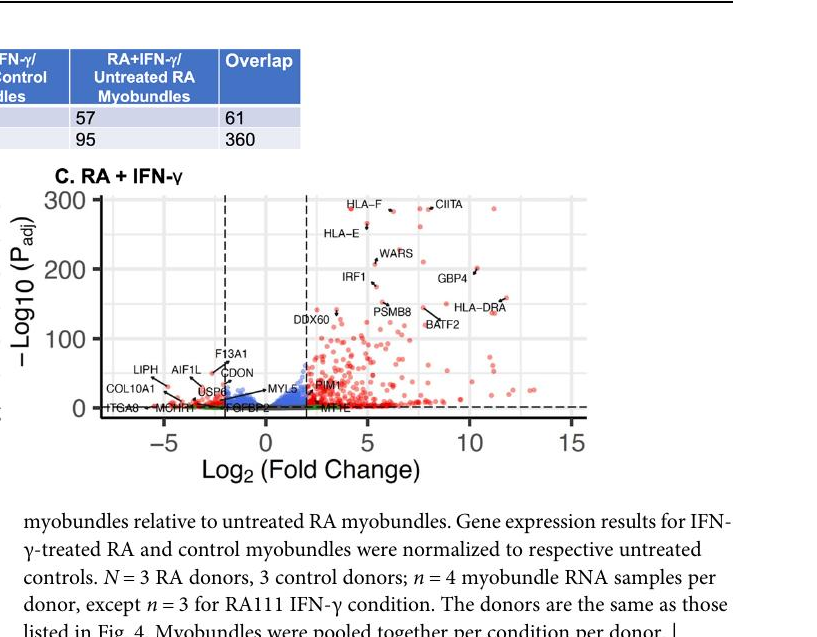 FN-γ/ RA+IFN-γ/ Overlap
Control Untreated RA
dles Myobundles
57 61
95 360
C. RA + IFN-γ
300
200
100
0
−Log10 (Padj)
HLA−F CIITA
HLA−E
WARS
IRF1 GBP4
PSMB8 HLA−DRA
DDX60 BATF2
F13A1
LIPH AIF1L CDON
COL10A1 USP6 MYL5 PIM1
ITGA8 MCHR1 FGFBP2 MT1E
−5 0 5 10 15
Log2 (Fold Change)
myobundles relative to untreated RA myobundles. Gene expression results for IFN-
γ-treated RA and control myobundles were normalized to respective untreated
controls. N = 3 RA donors, 3 control donors; n = 4 myobundle RNA samples per
donor, except n = 3 for RA111 IFN-γ condition. The donors are the same as those
listed in Fig. 4. Myobundles were pooled together per condition per donor. |